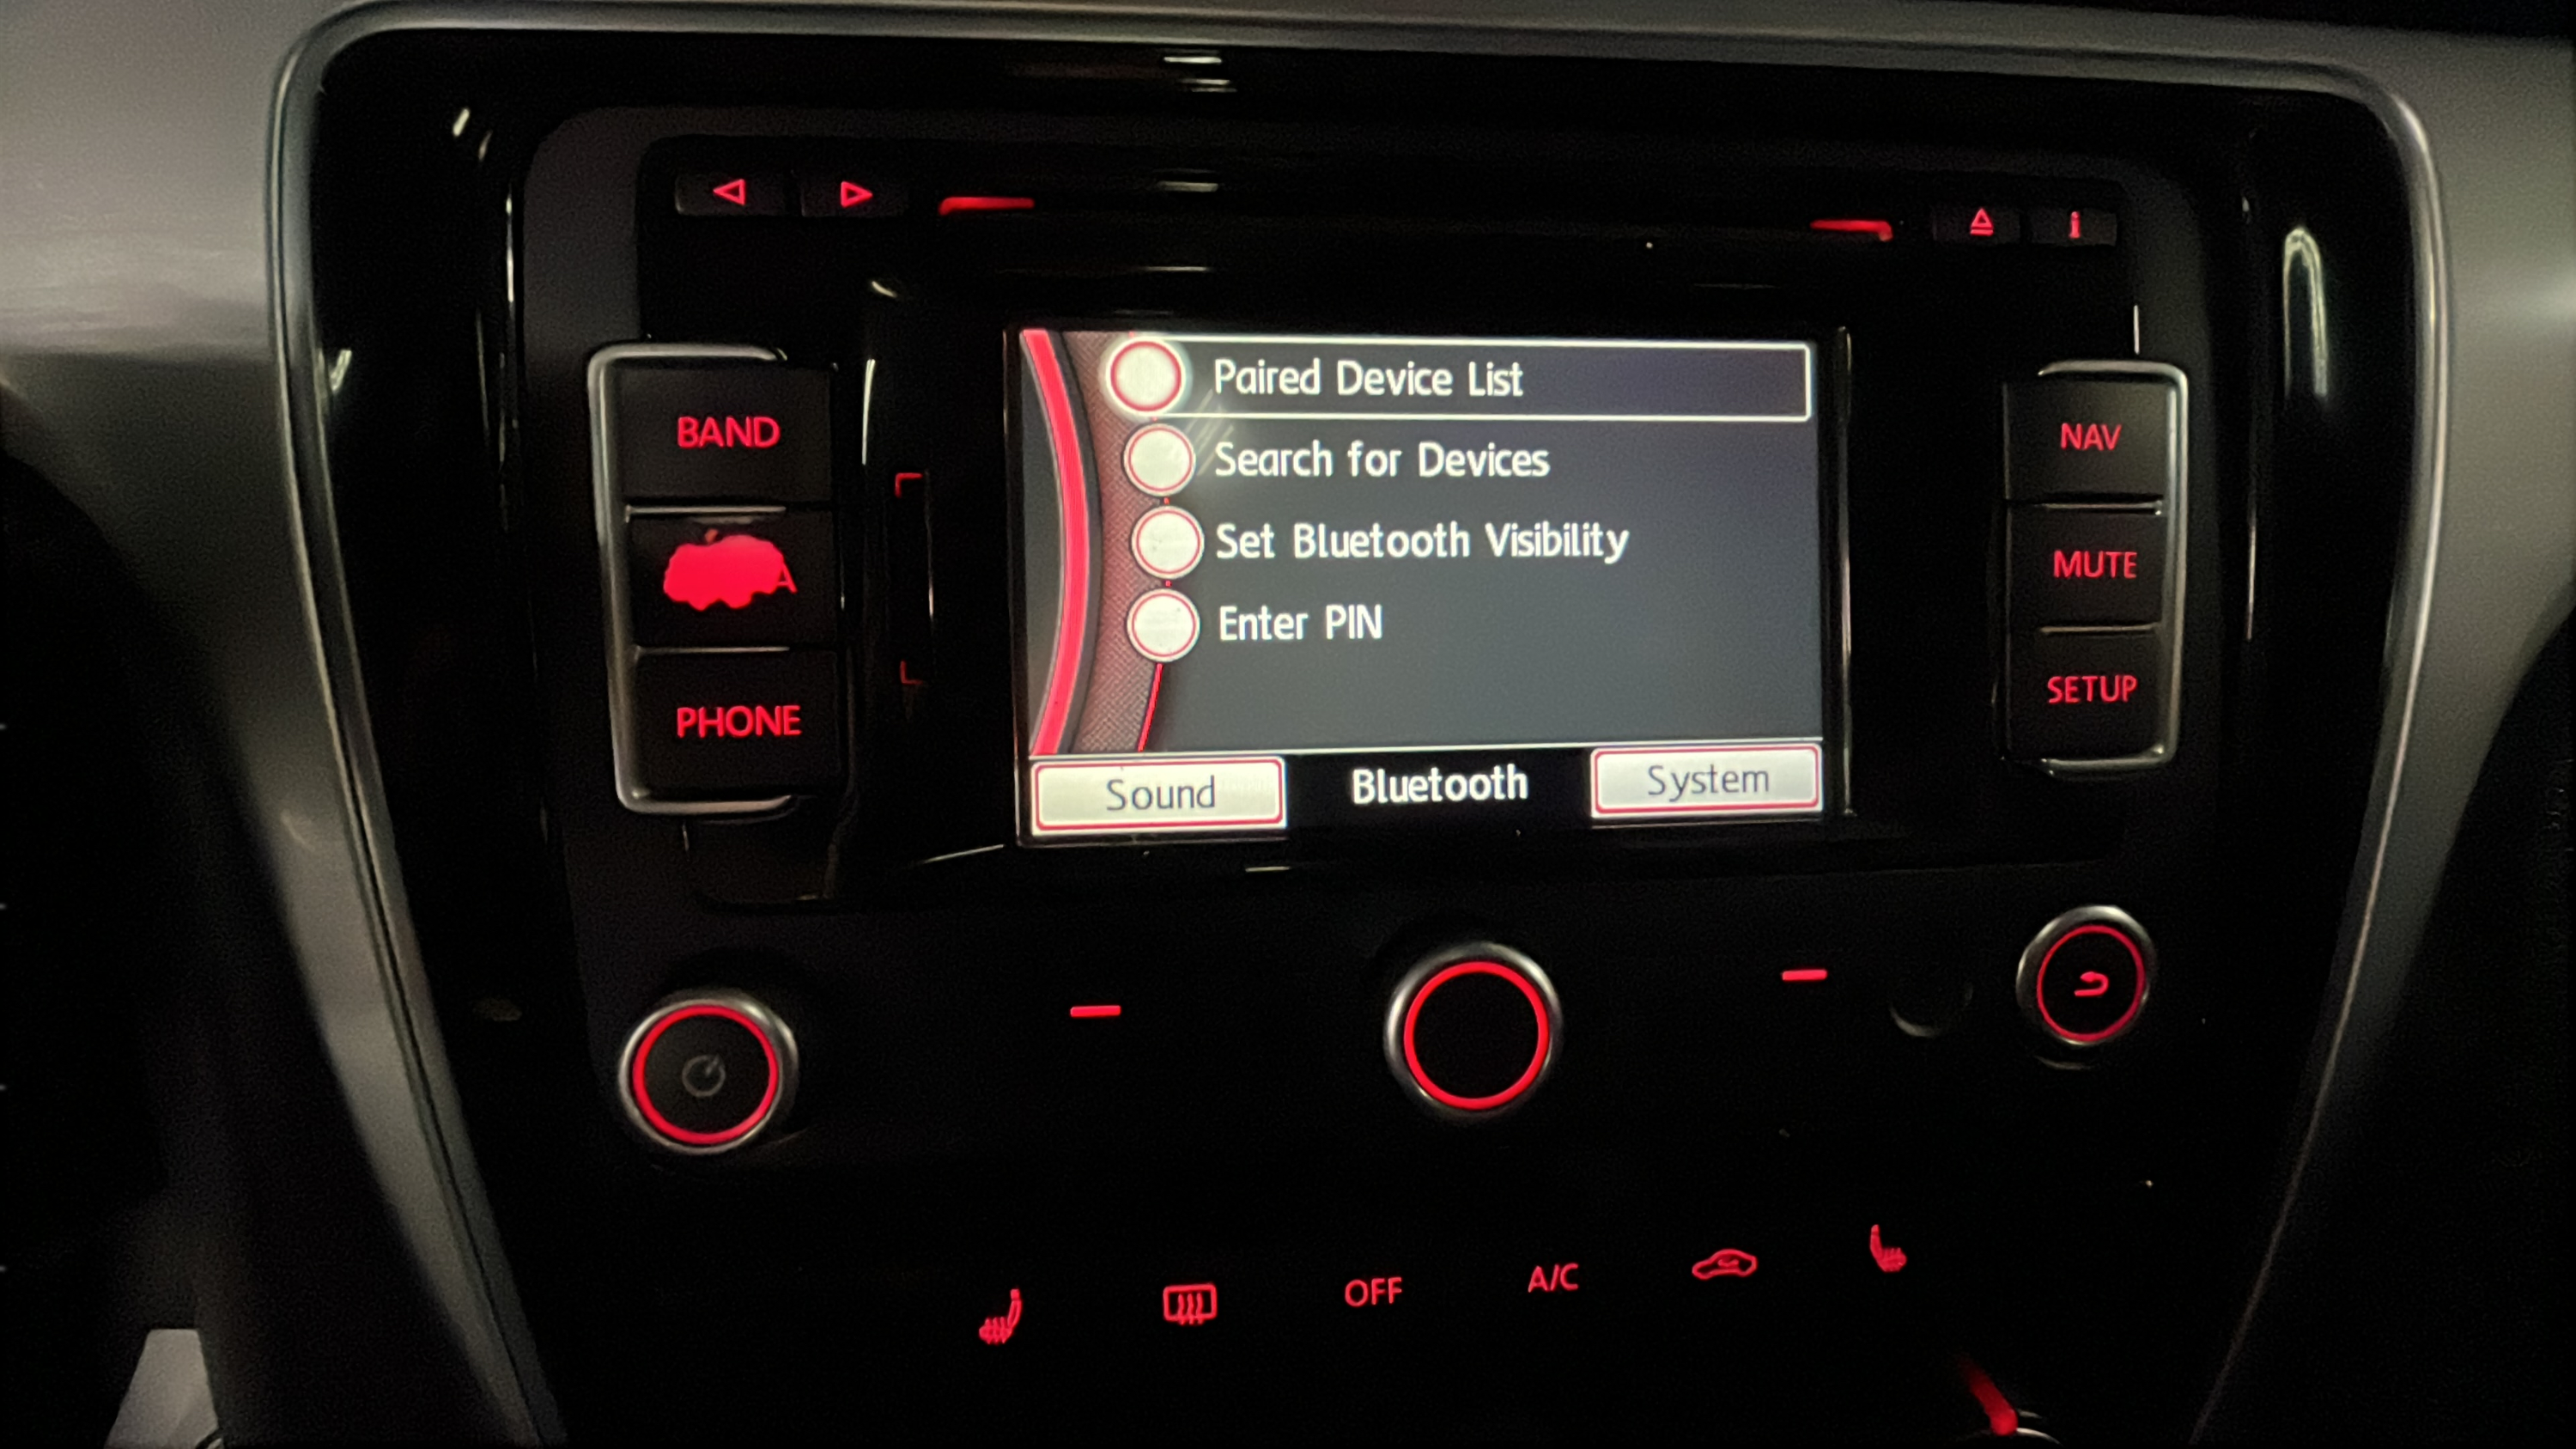 BAND
PHONE
Paired Device List
Search for Devices
Set Bluetooth Visibility
Enter PIN
Sound
Bluetooth
System
i
NAV
MUTE
SETUP
OFF
A/C